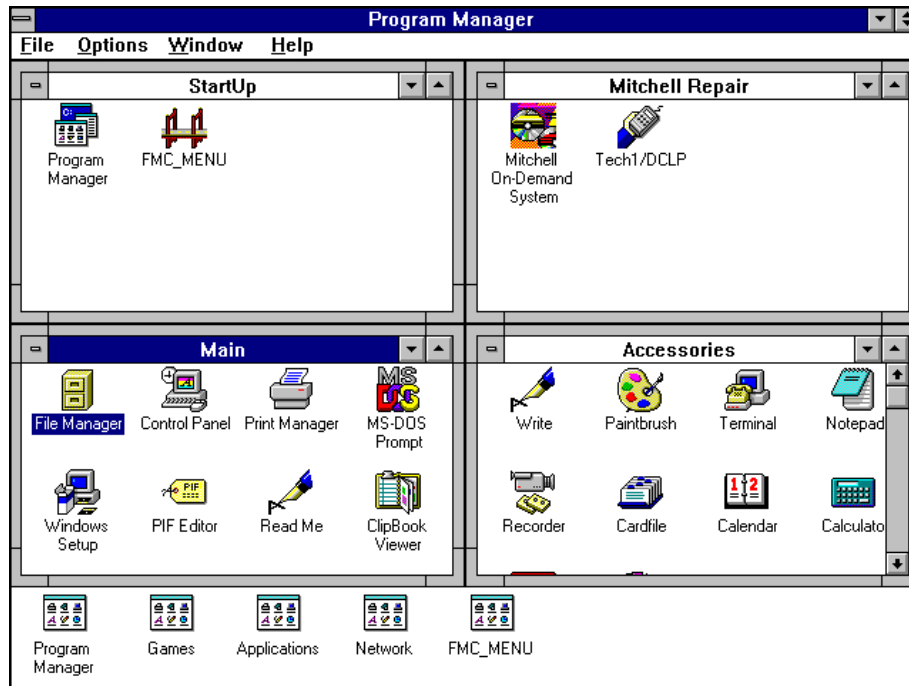 Program Manager
File Options Window Help
StartUp
Program
Manager
FMC_MENU
Mitchell Repair
Mitchell
On-Demand
System
Tech1/DCLP
Main
File Manager
Control Panel
Print Manager
MS-DOS
Prompt
Windows
Setup
PIF Editor
Read Me
ClipBook
Viewer
Accessories
Write
Paintbrush
Terminal
Notepad
Recorder
Cardfile
Calendar
Calculato
Program
Manager
Games
Applications
Network
FMC_MENU